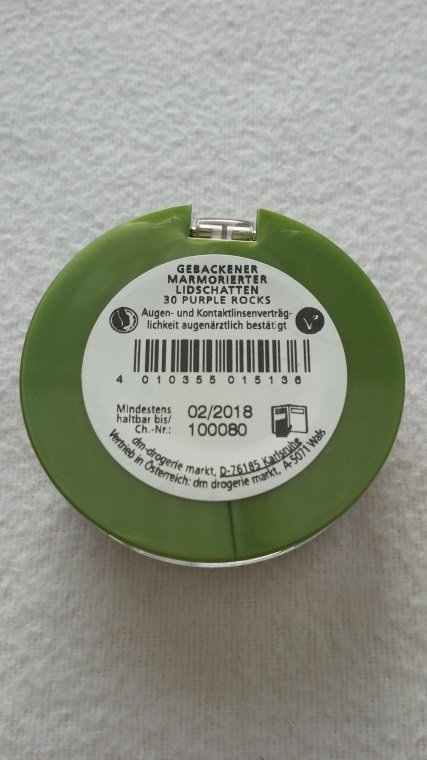 GEBACKENER
MARMORIERTER
LIDSCHATTEN
30 PURPLE ROCKS
Augen- und Kontaktlinsenverträg-
lichkeit augenärztlich bestätigt
4 010355 015136
Mindestens
haltbar bis/ 02/2018
Ch.-Nr.: 100080
dm-drogerie markt, D-76185 Karlsruhe
Vertrieb in Österreich: dm drogerie markt, A-5071 Wals